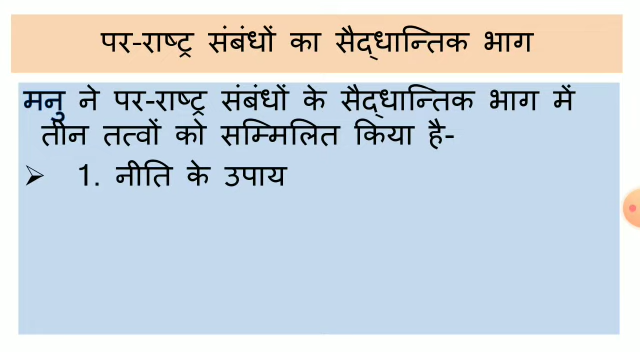 पर-राष्ट्र संबंधों का सैद्धान्तिक भाग
मनु ने पर-राष्ट्र संबंधों के सैद्धान्तिक भाग में
तीन तत्वों को सम्मिलित किया है-
➢ 1. नीति के उपाय